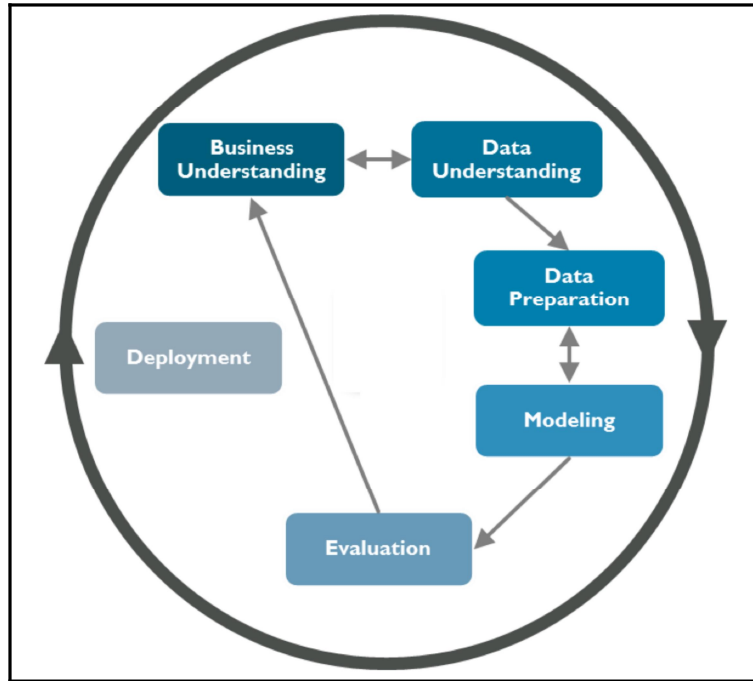 Business
Understanding
Data
Understanding
Data
Preparation
Deployment
Modeling
Evaluation